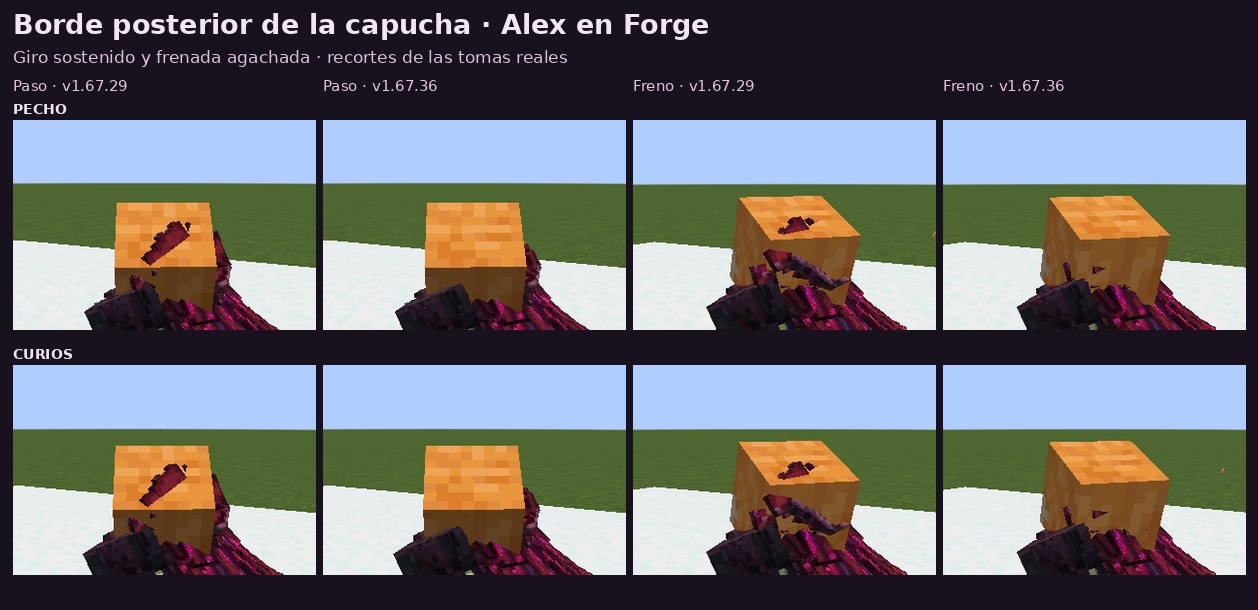 Borde posterior de la capucha · Alex en Forge
Giro sostenido y frenada agachada · recortes de las tomas reales
Paso · v1.67.29
Paso · v1.67.36
Freno · v1.67.29
Freno · v1.67.36
PECHO
CURIOS